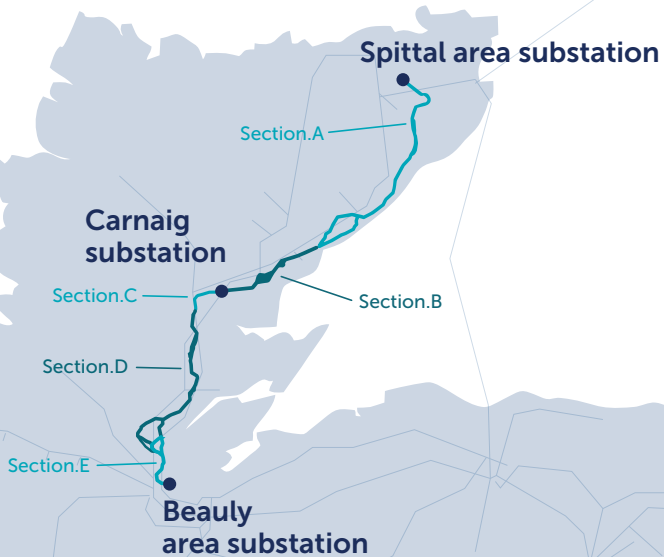 Spittal area substation
Section.A
Carnaig
substation
Section.C
Section.B
Section.D
Section.E
Beauly
area substation